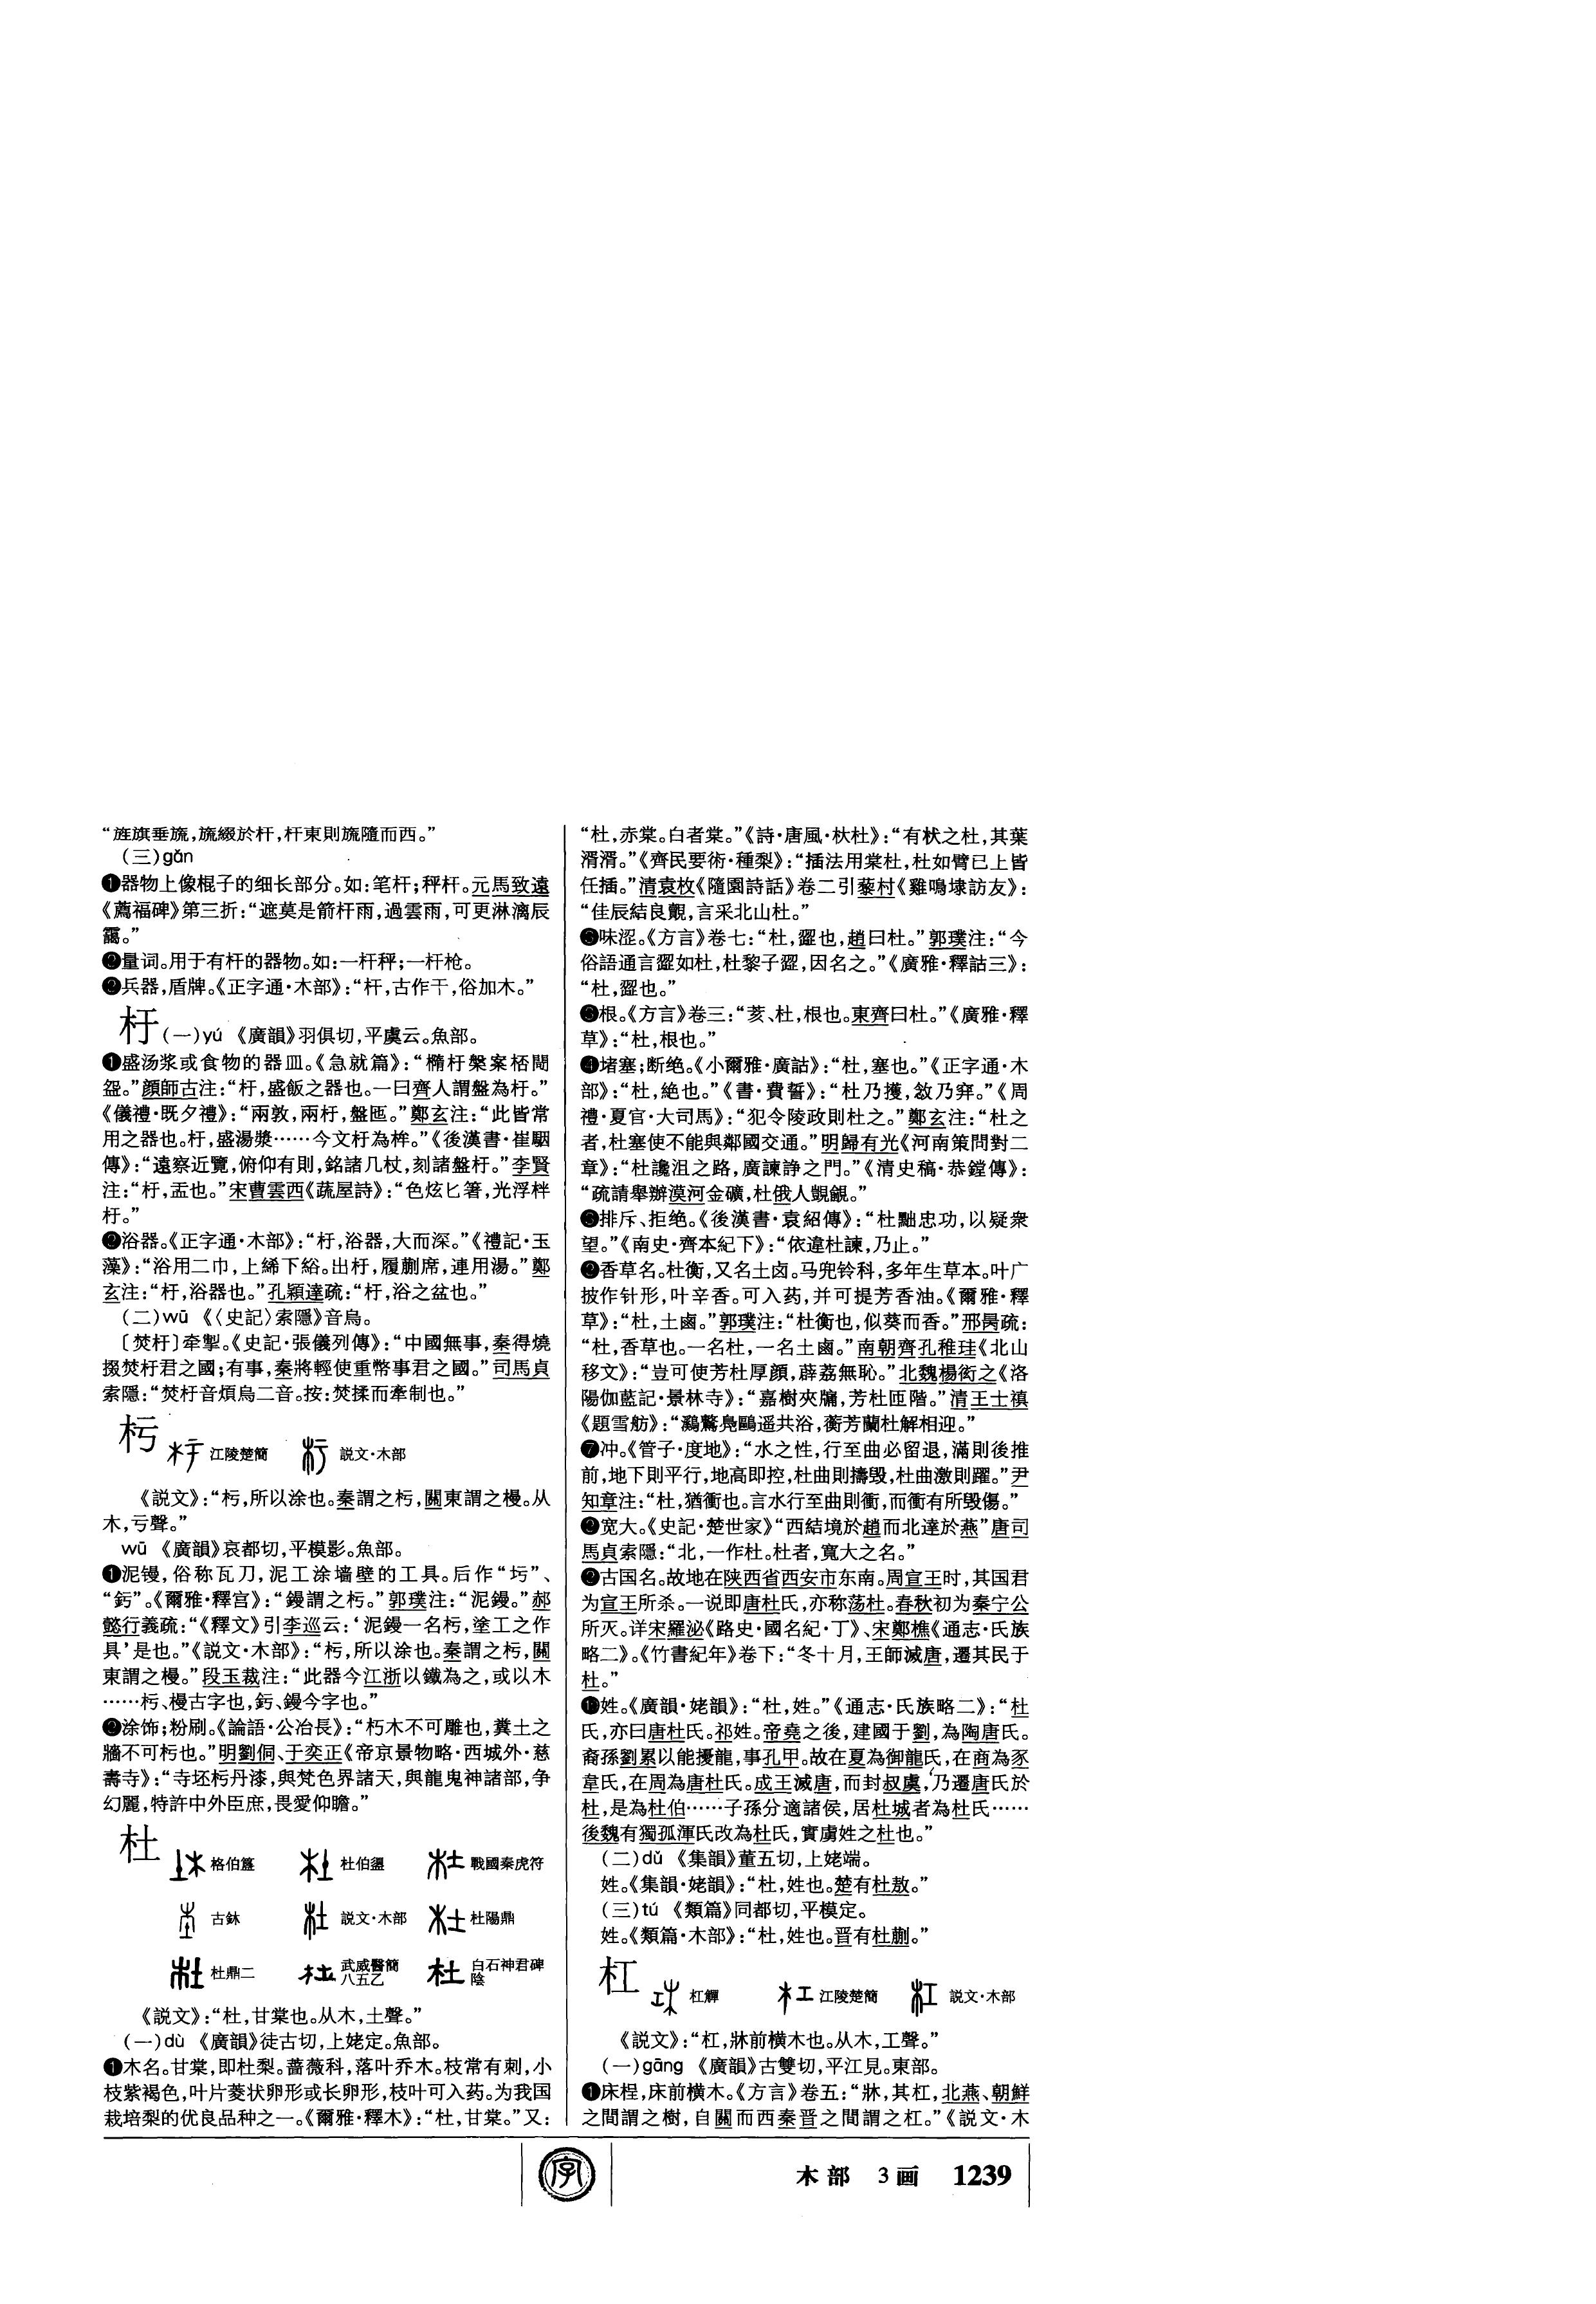 “旌旗垂旒，旒綴於杆，杆東則旒隨而西。”
（三）gǎn
❶器物上像棍子的细长部分。如：笔杆；秤杆。元馬致遠
《薦福碑》第三折：“遮莫是箭杆雨，過雲雨，可更淋漓辰
靄。”
❷量词。用于有杆的器物。如：一杆秤；一杆枪。
兵器，盾牌。《正字通·木部》：“杆，古作干，俗加木。”
杅（一）yú 《廣韻》羽俱切，平虞云。魚部。
❶盛汤浆或食物的器皿。《急就篇》：“橢杅槃案桮閜
盌。”顔師古注：“杅，盛飯之器也。一曰齊人謂盤為杅。”
《儀禮·既夕禮》：“兩敦，兩杅，盤匜。”鄭玄注：“此皆常
用之器也。杅，盛湯漿……今文杅為桙。”《後漢書·崔駰
傳》：“遠察近覽，俯仰有則，銘諸几杖，刻諸盤杅。”李賢
注：“杅，盂也。”宋曹雲西《蔬屋詩》：“色炫匕箸，光浮柈
杅。”
❷浴器。《正字通·木部》：“杅，浴器，大而深。”《禮記·玉
藻》：“浴用二巾，上絺下綌。出杅，履蒯席，連用湯。”鄭
玄注：“杅，浴器也。”孔穎達疏：“杅，浴之盆也。”
（二）wū 《〈史記〉索隱》音烏。
〔焚杅〕牵掣。《史記·張儀列傳》：“中國無事，秦得燒
掇焚杅君之國；有事，秦將輕使重幣事君之國。”司馬貞
索隱：“焚杅音煩烏二音。按：焚揉而牽制也。”
杇 江陵楚簡 説文·木部
《説文》：“杇，所以涂也。秦謂之杇，關東謂之槾。从
木，亏聲。”
wū 《廣韻》哀都切，平模影。魚部。
❶泥镘，俗称瓦刀，泥工涂墙壁的工具。后作“圬”、
“釫”。《爾雅·釋宫》：“鏝謂之杇。”郭璞注：“泥鏝。”郝
懿行義疏：“《釋文》引李巡云：‘泥鏝一名杇，塗工之作
具’是也。”《説文·木部》：“杇，所以涂也。秦謂之杇，關
東謂之槾。”段玉裁注：“此器今江浙以鐵為之，或以木
……杇、槾古字也，釫、鏝今字也。”
❷涂饰；粉刷。《論語·公冶長》：“朽木不可雕也，糞土之
牆不可杇也。”明劉侗、于奕正《帝京景物略·西城外·慈
壽寺》：“寺坯杇丹漆，與梵色界諸天，與龍鬼神諸部，争
幻麗，特許中外臣庶，畏愛仰瞻。”
杜 格伯簋 杜伯盨 戰國秦虎符
古鉢 説文·木部 杜陽鼎
杜鼎二 武威醫簡八五乙 白石神君碑陰
《説文》：“杜，甘棠也。从木，土聲。”
（一）dù 《廣韻》徒古切，上姥定。魚部。
❶木名。甘棠，即杜梨。蔷薇科，落叶乔木。枝常有刺，小
枝紫褐色，叶片菱状卵形或长卵形，枝叶可入药。为我国
栽培梨的优良品种之一。《爾雅·釋木》：“杜，甘棠。”又：
“杜，赤棠。白者棠。”《詩·唐風·杕杜》：“有杕之杜，其葉
湑湑。”《齊民要術·種梨》：“插法用棠杜，杜如臂已上皆
任插。”清袁枚《隨園詩話》卷二引藜村《雞鳴埭訪友》：
“佳辰結良覿，言采北山杜。”
味涩。《方言》卷七：“杜，蹷也，趙曰杜。”郭璞注：“今
俗語通言澀如杜，杜黎子澀，因名之。”《廣雅·釋詁三》：
“杜，澀也。”
根。《方言》卷三：“荄、杜，根也。東齊曰杜。”《廣雅·釋
草》：“杜，根也。”
❹堵塞；断绝。《小爾雅·廣詁》：“杜，塞也。”《正字通·木
部》：“杜，絶也。”《書·費誓》：“杜乃擭，敜乃穽。”《周
禮·夏官·大司馬》：“犯令陵政則杜之。”鄭玄注：“杜之
者，杜塞使不能與鄰國交通。”明歸有光《河南策問對二
章》：“杜讒沮之路，廣諫諍之門。”《清史稿·恭鏜傳》：
“疏請舉辦漠河金礦，杜俄人覬覦。”
排斥、拒绝。《後漢書·袁紹傳》：“杜黜忠功，以疑衆
望。”《南史·齊本紀下》：“依違杜諫，乃止。”
香草名。杜衡，又名土卤。马兜铃科，多年生草本。叶广
披作针形，叶辛香。可入药，并可提芳香油。《爾雅·釋
草》：“杜，土鹵。”郭璞注：“杜衡也，似葵而香。”邢昺疏：
“杜，香草也。一名杜，一名土鹵。”南朝齊孔稚珪《北山
移文》：“豈可使芳杜厚顔，薜荔無恥。”北魏楊衒之《洛
陽伽藍記·景林寺》：“嘉樹夾牖，芳杜匝階。”清王士禛
《題雪舫》：“鸂鷘鳧鷗遥共浴，蘅芳蘭杜解相迎。”
❼冲。《管子·度地》：“水之性，行至曲必留退，滿則後推
前，地下則平行，地高即控，杜曲則擣毁，杜曲激則躍。”尹
知章注：“杜，猶衝也。言水行至曲則衝，而衝有所毁傷。”
宽大。《史記·楚世家》“西結境於趙而北達於燕”唐司
馬貞索隱：“北，一作杜。杜者，寬大之名。”
古国名。故地在陕西省西安市东南。周宣王时，其国君
为宣王所杀。一说即唐杜氏，亦称荡杜。春秋初为秦宁公
所灭。详宋羅泌《路史·國名紀·丁》、宋鄭樵《通志·氏族
略二》。《竹書紀年》卷下：“冬十月，王師滅唐，遷其民于
杜。”
姓。《廣韻·姥韻》：“杜，姓。”《通志·氏族略二》：“杜
氏，亦曰唐杜氏。祁姓。帝堯之後，建國于劉，為陶唐氏。
裔孫劉累以能擾龍，事孔甲。故在夏為御龍氏，在商為豕
韋氏，在周為唐杜氏。成王滅唐，而封叔虞，乃遷唐氏於
杜，是為杜伯……子孫分適諸侯，居杜城者為杜氏……
後魏有獨孤渾氏改為杜氏，實虜姓之杜也。”
（二）dǔ 《集韻》董五切，上姥端。
姓。《集韻·姥韻》：“杜，姓也。楚有杜敖。”
（三）tú 《類篇》同都切，平模定。
姓。《類篇·木部》：“杜，姓也。晋有杜蒯。”
杠 杠觶 江陵楚簡 説文·木部
《説文》：“杠，牀前横木也。从木，工聲。”
（一）gāng 《廣韻》古雙切，平江見。東部。
❶床桯，床前横木。《方言》卷五：“牀，其杠，北燕、朝鮮
之間謂之樹，自關而西秦晋之間謂之杠。”《説文·木
字
木部 3画 1239